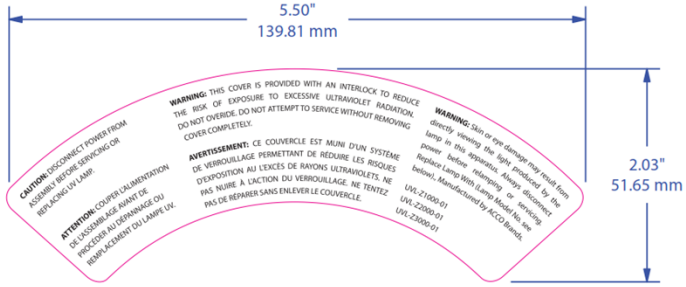 5.50"
139.81 mm
CAUTION: DISCONNECT POWER FROM
ASSEMBLY BEFORE SERVICING OR
REPLACING UV LAMP.
ATTENTION: COUPER L'ALIMENTATION
DE L'ASSEMBLAGE AVANT DE
PROCÉDER AU DÉPANNAGE OU
REMPLACEMENT DU LAMPE UV.
WARNING: THIS COVER IS PROVIDED WITH AN INTERLOCK TO REDUCE
THE RISK OF EXPOSURE TO EXCESSIVE ULTRAVIOLET RADIATION.
DO NOT OVERIDE. DO NOT ATTEMPT TO SERVICE WITHOUT REMOVING
COVER COMPLETELY.
AVERTISSEMENT: CE COUVERCLE EST MUNI D'UN SYSTÈME
DE VERROUILLAGE PERMETTANT DE RÉDUIRE LES RISQUES
D'EXPOSITION AU L'EXCÈS DE RAYONS ULTRAVIOLETS. NE
PAS NUIRE À L'ACTION DU VERROUILLAGE. NE TENTEZ
PAS DE RÉPARER SANS ENLEVER LE COUVERCLE.
WARNING: Skin or eye damage may result from
directly viewing the light produced by the
lamp in this apparatus. Always disconnect
power before relamping or servicing.
Replace Lamp With (Lamp Model No. see
below). Manufactured by ACCO Brands.
UVL-Z1000-01
UVL-Z2000-01
UVL-Z3000-01
2.03"
51.65 mm